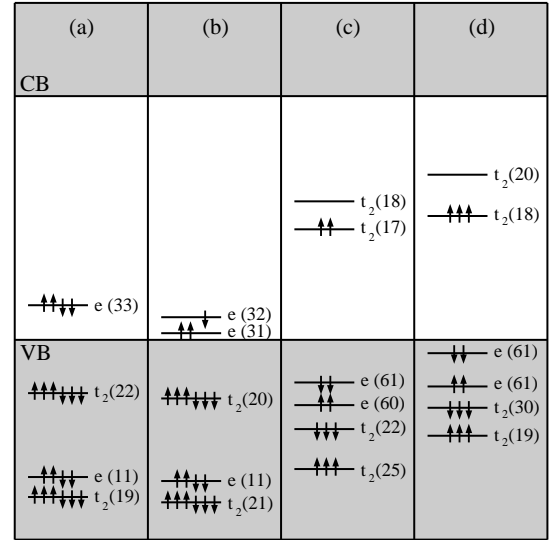 (a) (b) (c) (d)
CB
t2(20)
t2(18) t2(18)
t2(17)
e (33)
e (32)
e (31)
VB
e (61)
t2(22) t2(20) e (61) e (61)
e (60) t2(30)
t2(22) t2(19)
e (11) e (11) t2(25)
t2(19) t2(21)